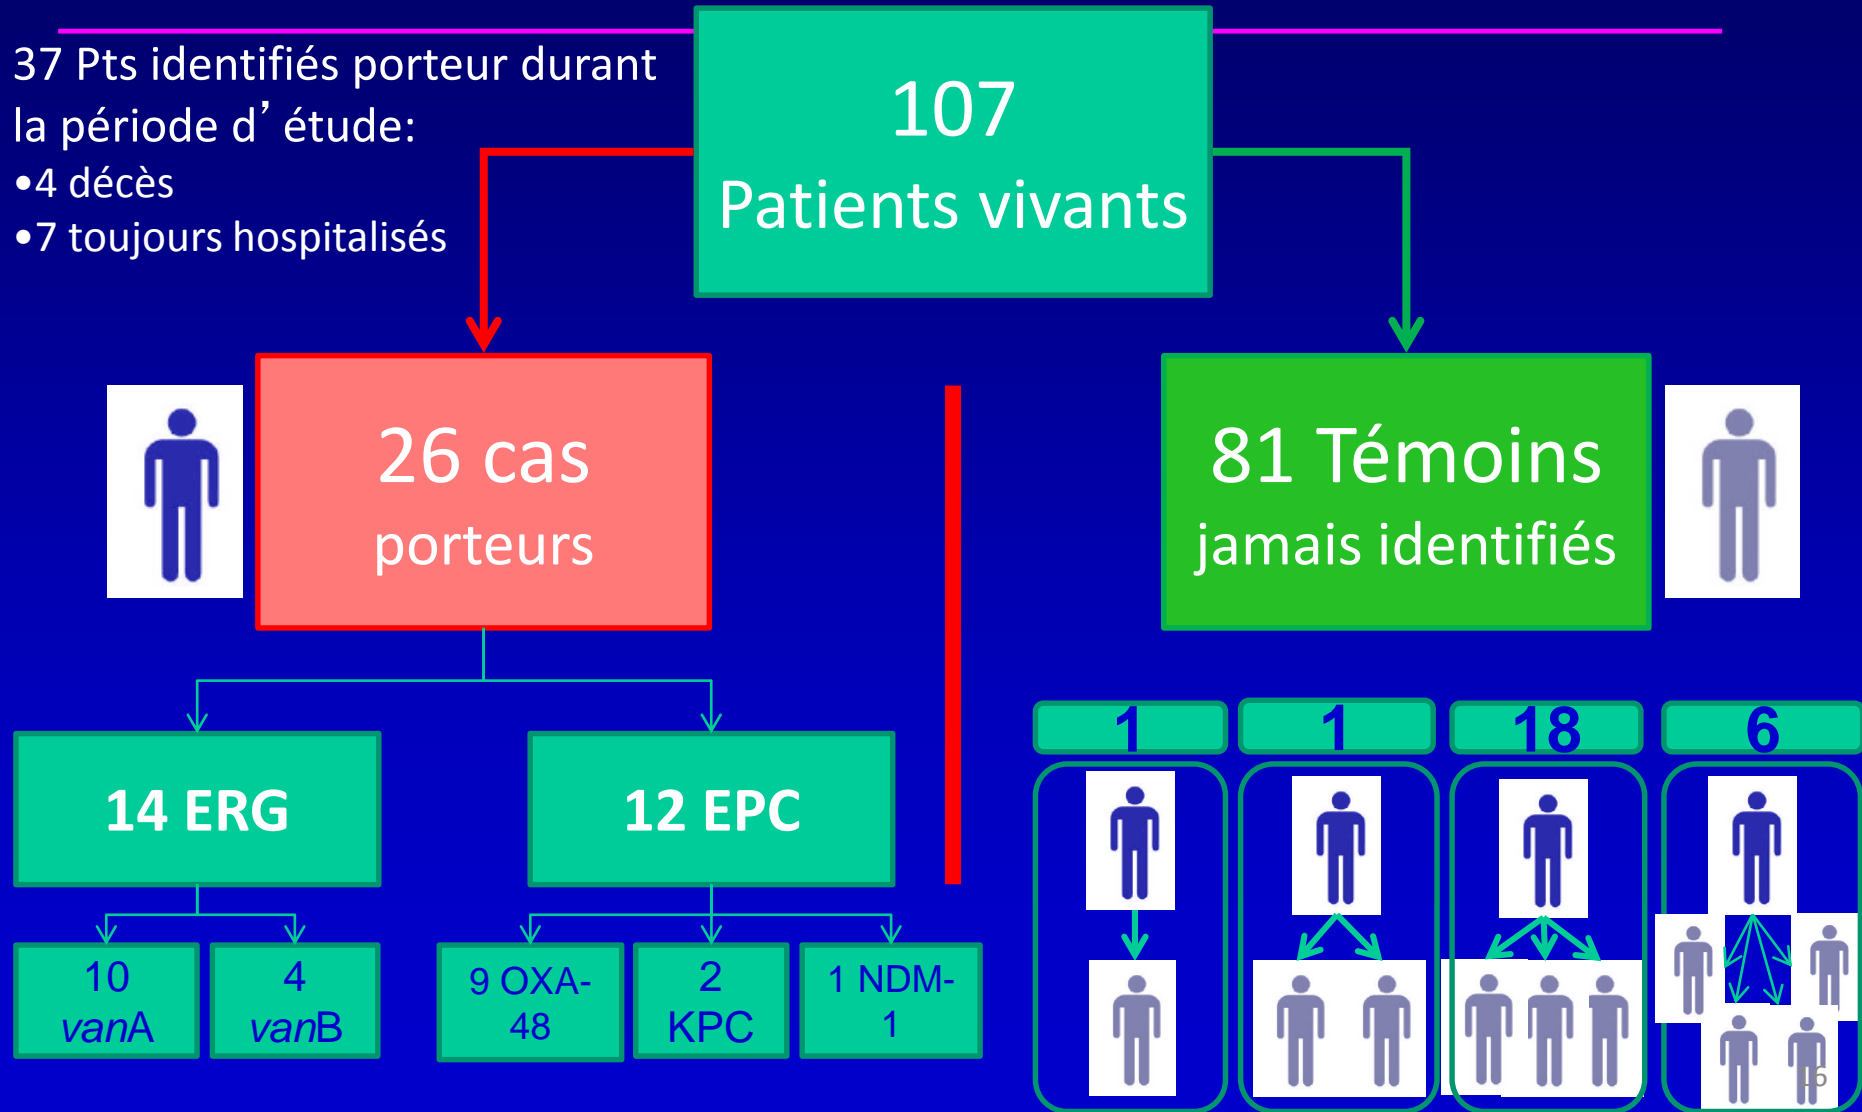 37 Pts identifiés porteur durant
la période d’ étude:
•4 décès
•7 toujours hospitalisés
107
Patients vivants
26 cas
porteurs
81 Témoins
jamais identifiés
14 ERG
12 EPC
10
vanA
4
vanB
9 OXA-
48
2
KPC
1 NDM-
1
1
1
18
6
16